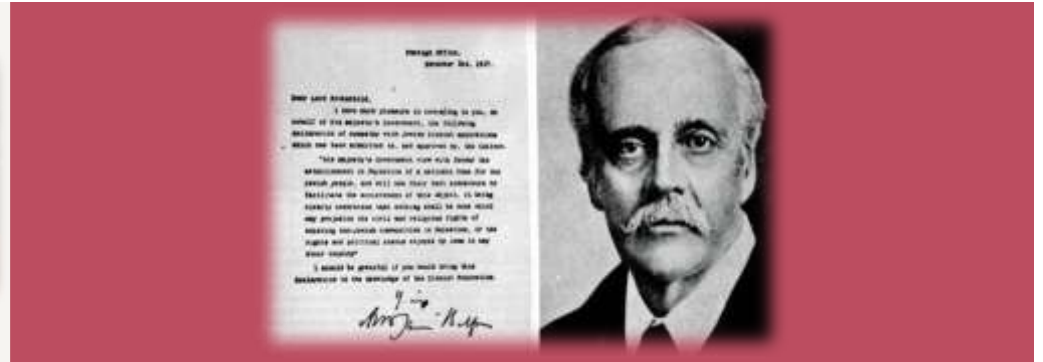 Foreign Office,
November 2nd, 1917.
Dear Lord Rothschild,
I have much pleasure in conveying to you, on
behalf of His Majesty's Government, the following
declaration of sympathy with Jewish Zionist aspirations
which has been submitted to, and approved by, the Cabinet.
"His Majesty's Government view with favour the
establishment in Palestine of a national home for the
Jewish people, and will use their best endeavours to
facilitate the achievement of this object, it being
clearly understood that nothing shall be done which
may prejudice the civil and religious rights of
existing non-Jewish communities in Palestine, or the
rights and political status enjoyed by Jews in any
other country"
I should be grateful if you would bring this
declaration to the knowledge of the Zionist Federation.